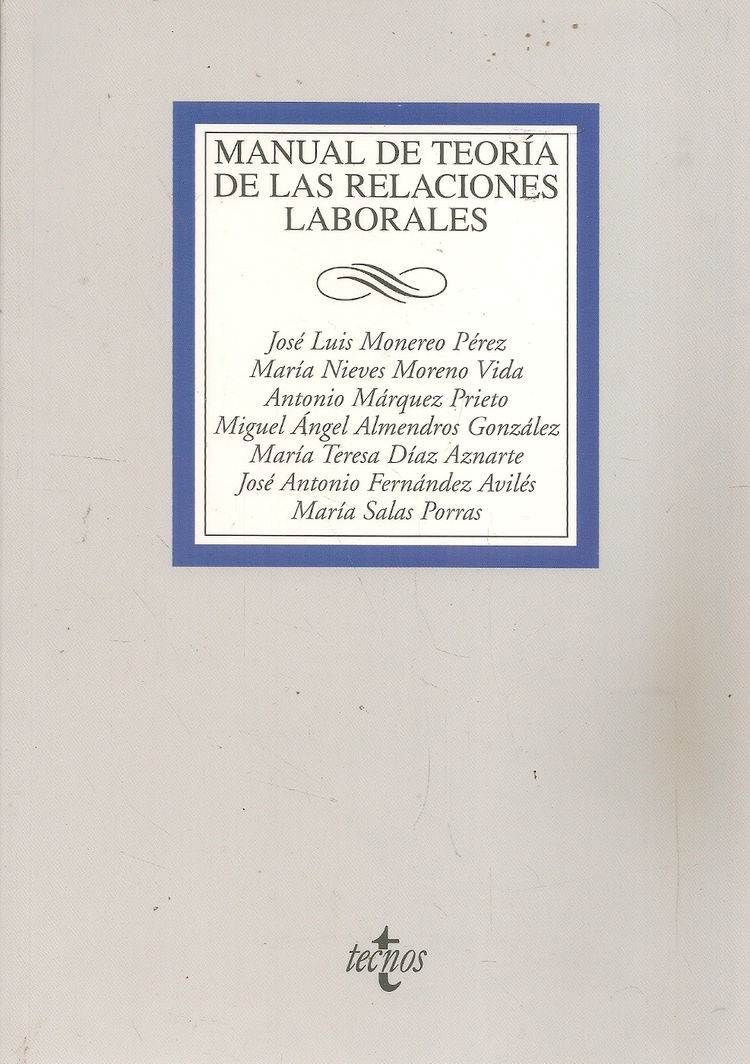 MANUAL DE TEORÍA
DE LAS RELACIONES
LABORALES
José Luis Monereo Pérez
María Nieves Moreno Vida
Antonio Márquez Prieto
Miguel Ángel Almendros González
María Teresa Díaz Aznarte
José Antonio Fernández Avilés
María Salas Porras
tecnos